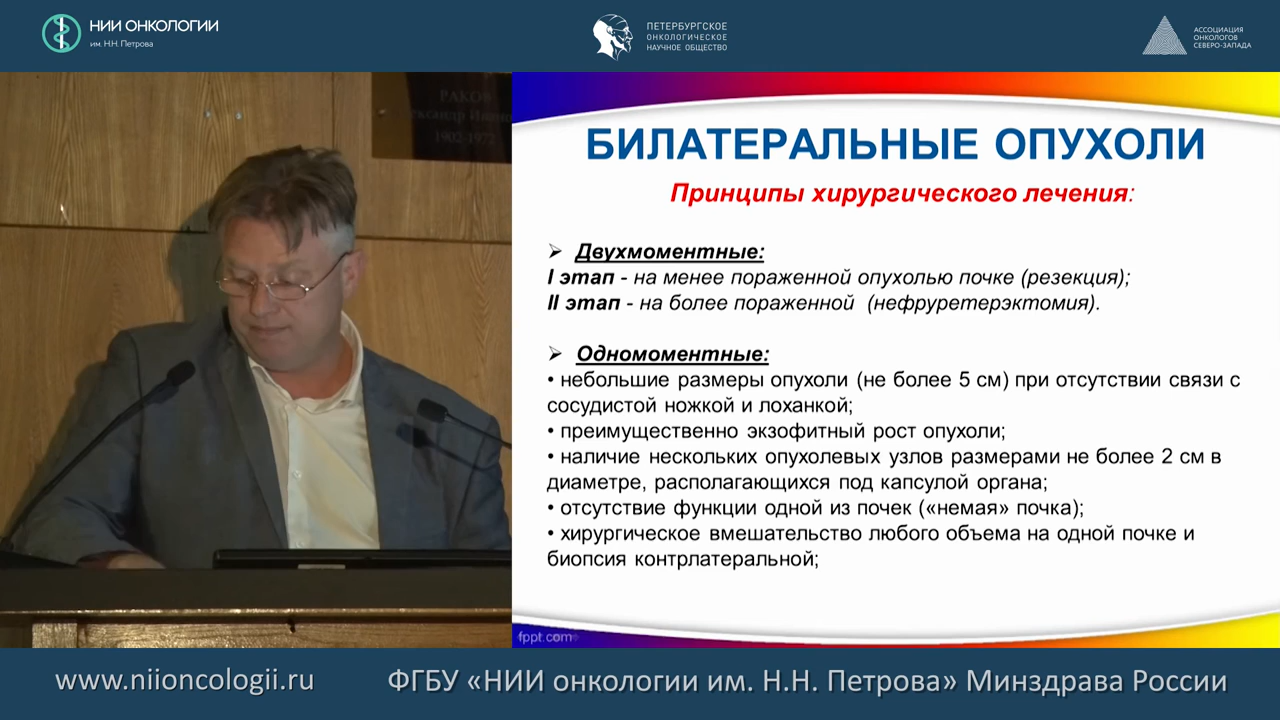 НИИ ОНКОЛОГИИ
им. Н.Н. Петрова
ПЕТЕРБУРГСКОЕ
ОНКОЛОГИЧЕСКОЕ
НАУЧНОЕ ОБЩЕСТВО
АССОЦИАЦИЯ
ОНКОЛОГОВ
СЕВЕРО-ЗАПАДА
РАКОВ
1902-1972
БИЛАТЕРАЛЬНЫЕ ОПУХОЛИ
Принципы хирургического лечения:
➢ Двухмоментные:
I этап - на менее пораженной опухолью почке (резекция);
II этап - на более пораженной (нефруретерэктомия).
➢ Одномоментные:
• небольшие размеры опухоли (не более 5 см) при отсутствии связи с
сосудистой ножкой и лоханкой;
• преимущественно экзофитный рост опухоли;
• наличие нескольких опухолевых узлов размерами не более 2 см в
диаметре, располагающихся под капсулой органа;
• отсутствие функции одной из почек («немая» почка);
• хирургическое вмешательство любого объема на одной почке и
биопсия контрлатеральной;
fppt.com
www.niioncologii.ru
ФГБУ «НИИ онкологии им. Н.Н. Петрова» Минздрава России